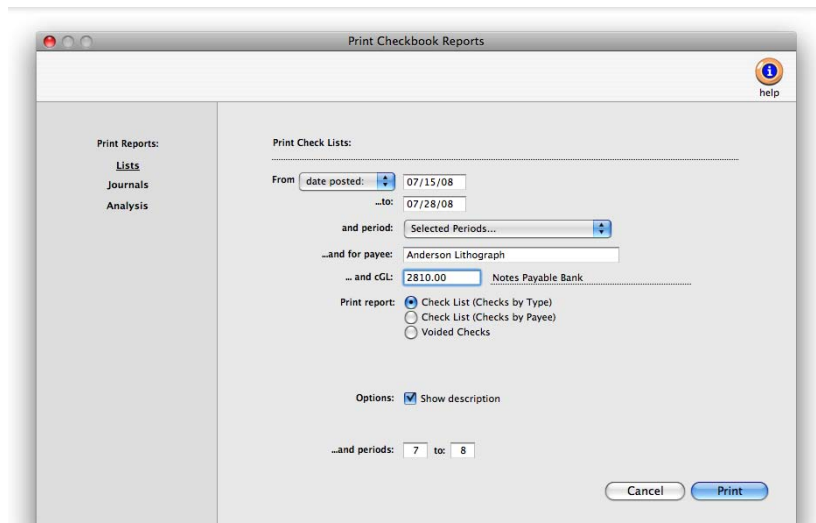 Print Checkbook Reports
help
Print Reports:
Lists
Journals
Analysis
Print Check Lists:
From date posted: 07/15/08
...to: 07/28/08
and period: Selected Periods...
...and for payee: Anderson Lithograph
... and cGL: 2810.00 Notes Payable Bank
Print report: Check List (Checks by Type)
Check List (Checks by Payee)
Voided Checks
Options: Show description
...and periods: 7 to: 8
Cancel Print